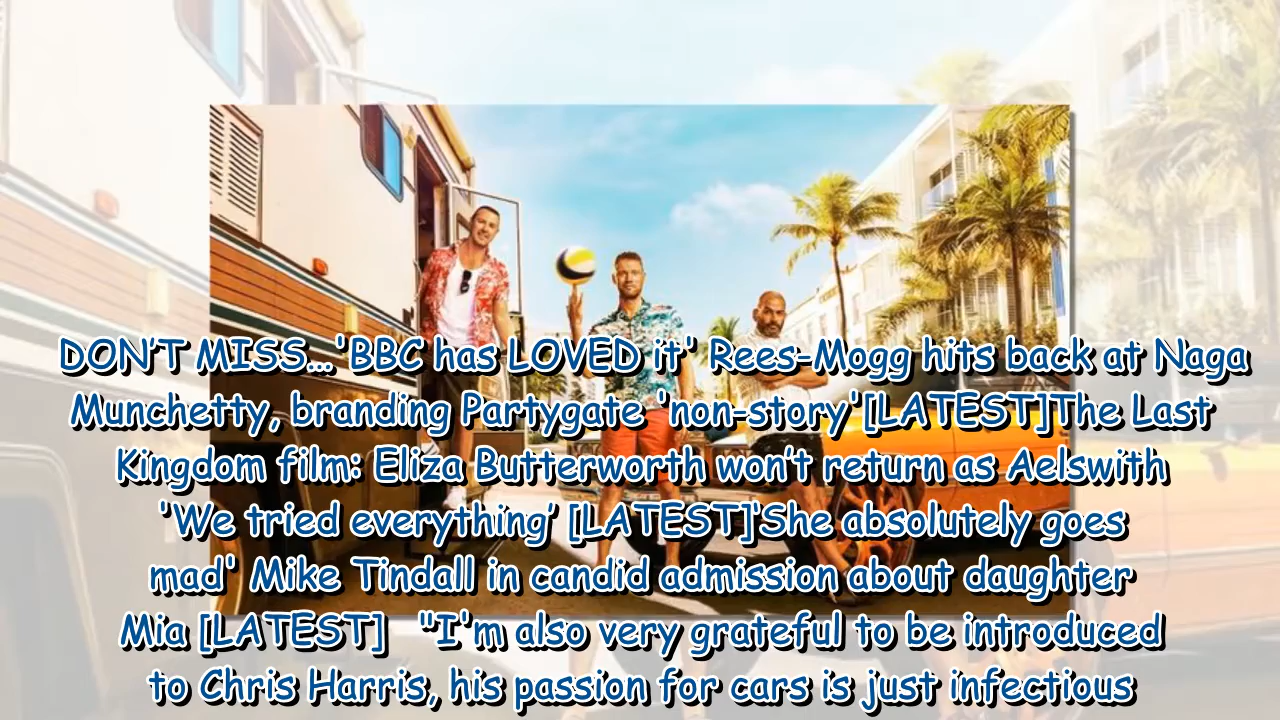 DON'T MISS...'BBC has LOVED it' Rees-Mogg hits back at Naga
Munchetty, branding Partygate 'non-story'[LATEST]The Last
Kingdom film: Eliza Butterworth won’t return as Aelswith
'We tried everything’ [LATEST]‘She absolutely goes
mad' Mike Tindall in candid admission about daughter
Mia [LATEST]   "I'm also very grateful to be introduced
to Chris Harris, his passion for cars is just infectious